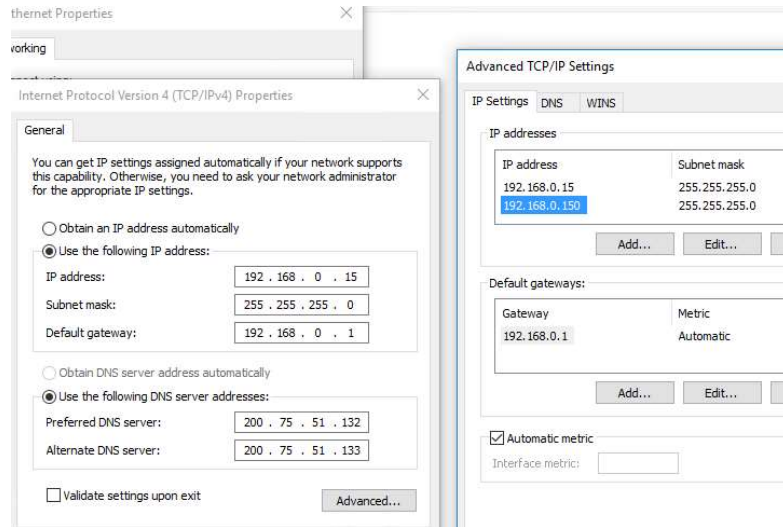 thernet Properties
orking
Internet Protocol Version 4 (TCP/IPv4) Properties
General
You can get IP settings assigned automatically if your network supports
this capability. Otherwise, you need to ask your network administrator
for the appropriate IP settings.
Obtain an IP address automatically
Use the following IP address:
IP address: 192 . 168 . 0 . 15
Subnet mask: 255 . 255 . 255 . 0
Default gateway: 192 . 168 . 0 . 1
Obtain DNS server address automatically
Use the following DNS server addresses:
Preferred DNS server: 200 . 75 . 51 . 132
Alternate DNS server: 200 . 75 . 51 . 133
Validate settings upon exit
Advanced...
Advanced TCP/IP Settings
IP Settings DNS WINS
IP addresses
IP address Subnet mask
192.168.0.15 255.255.255.0
192.168.0.150 255.255.255.0
Add... Edit...
Default gateways:
Gateway Metric
192.168.0.1 Automatic
Add... Edit...
Automatic metric
Interface metric: